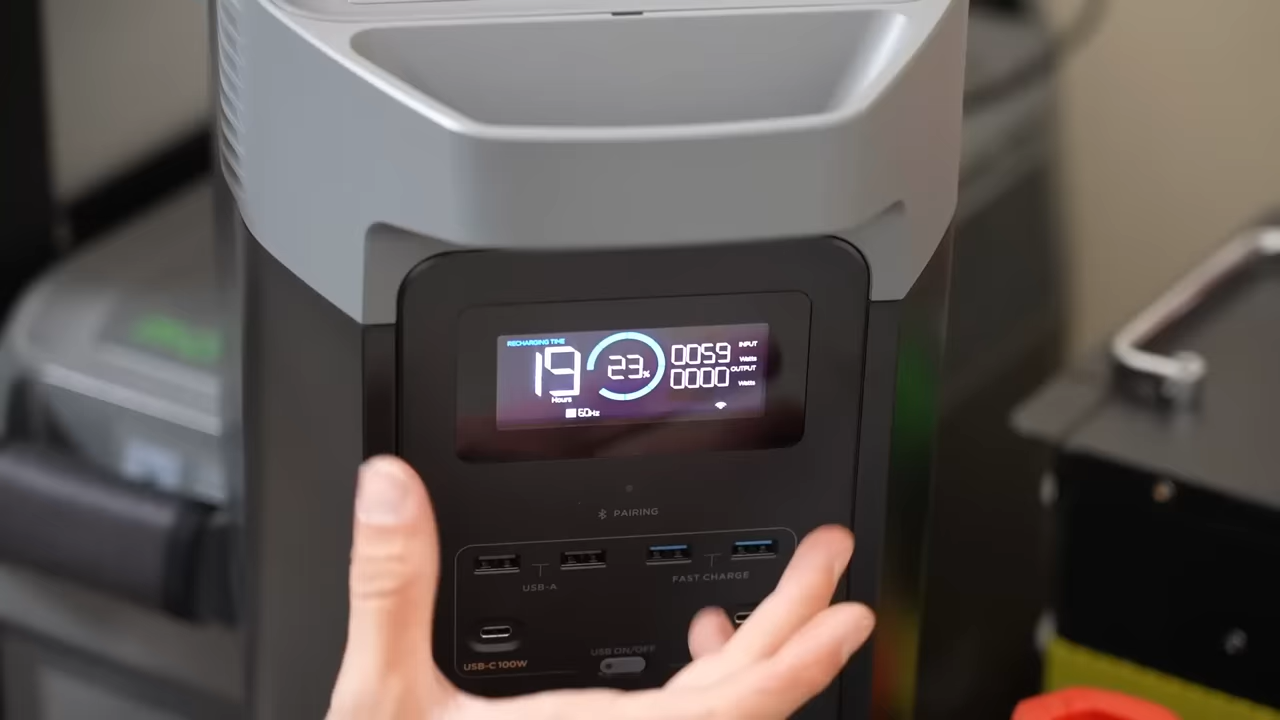 RECHARGING TIME
19
Hours
23%
0059 INPUT
Watts
0000 OUTPUT
Watts
60Hz
PAIRING
USB-A
FAST CHARGE
USB-C 100W
USB ON/OFF